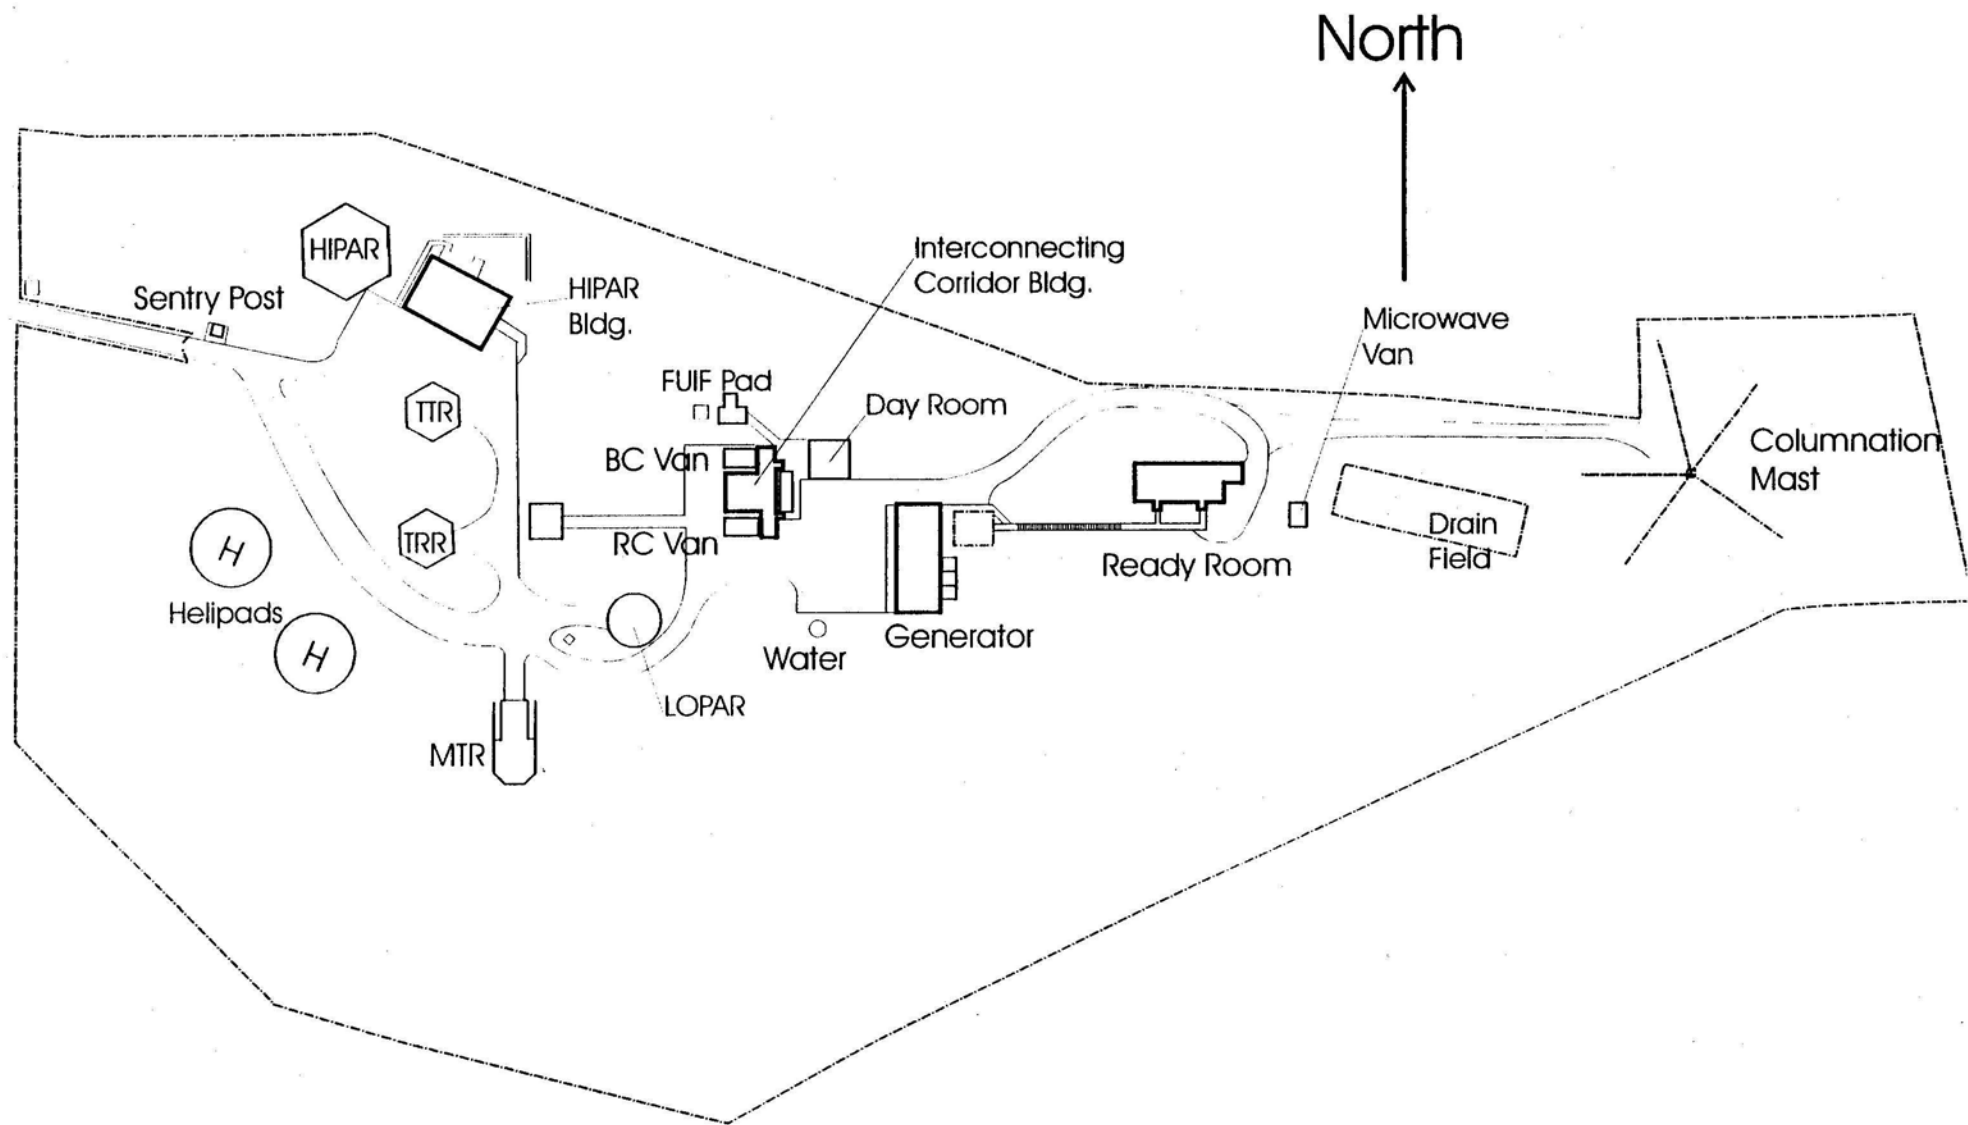 North
HIPAR
Sentry Post
HIPAR
Bldg.
Interconnecting
Corridor Bldg.
Microwave
Van
TTR
FUIF Pad
Day Room
BC Van
Columnation
Mast
TRR
RC Van
H
Ready Room
Drain
Field
Helipads
H
Water
Generator
LOPAR
MTR